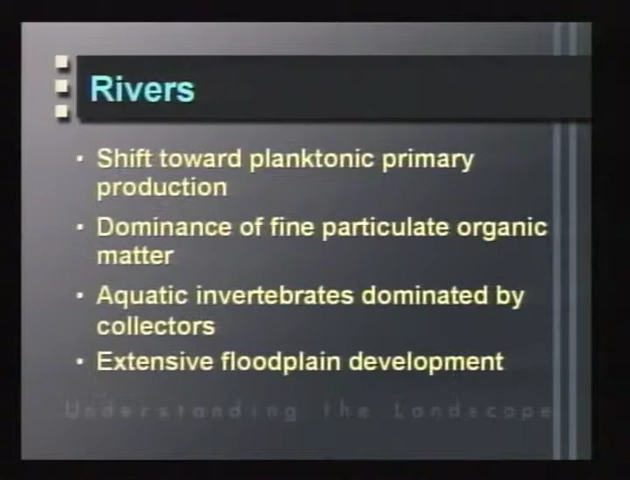 Rivers
• Shift toward planktonic primary
production
• Dominance of fine particulate organic
matter
• Aquatic invertebrates dominated by
collectors
• Extensive floodplain development
Understanding the Landscape